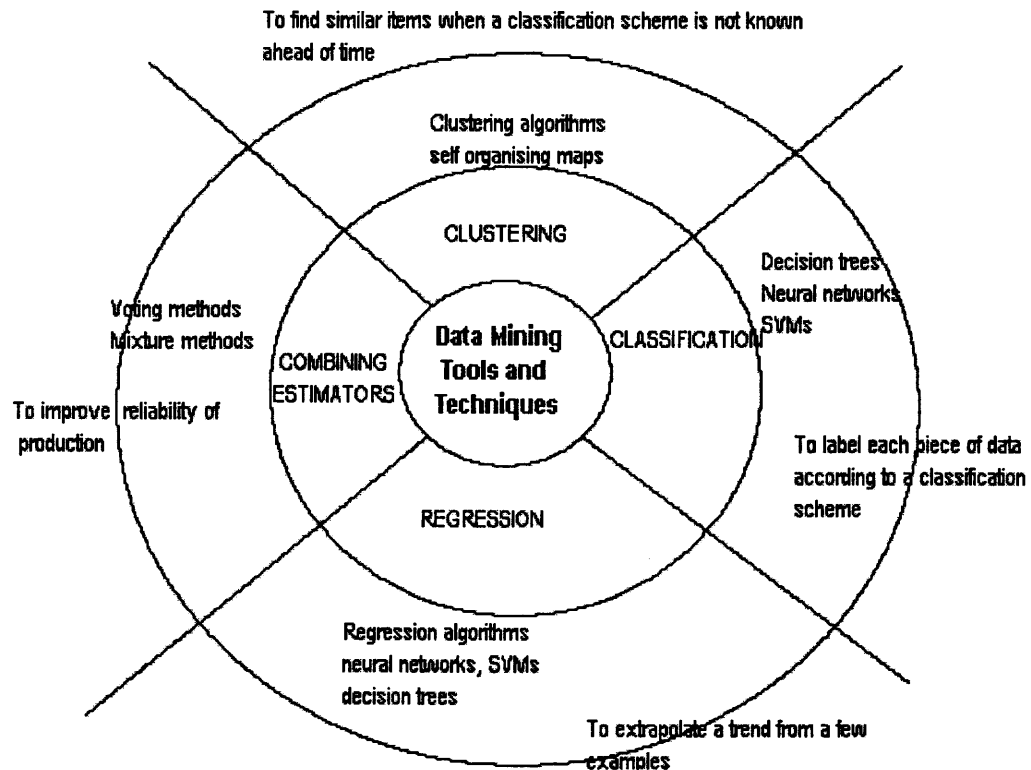 To find similar items when a classification scheme is not known
ahead of time
Clustering algorithms
self organising maps
CLUSTERING
Decision trees
Neural networks
SVMs
Voting methods
Mixture methods
Data Mining
Tools and
Techniques
CLASSIFICATION
COMBINING
ESTIMATORS
To improve reliability of
production
To label each piece of data
according to a classification
scheme
REGRESSION
Regression algorithms
neural networks, SVMs
decision trees
To extrapolate a trend from a few
examples